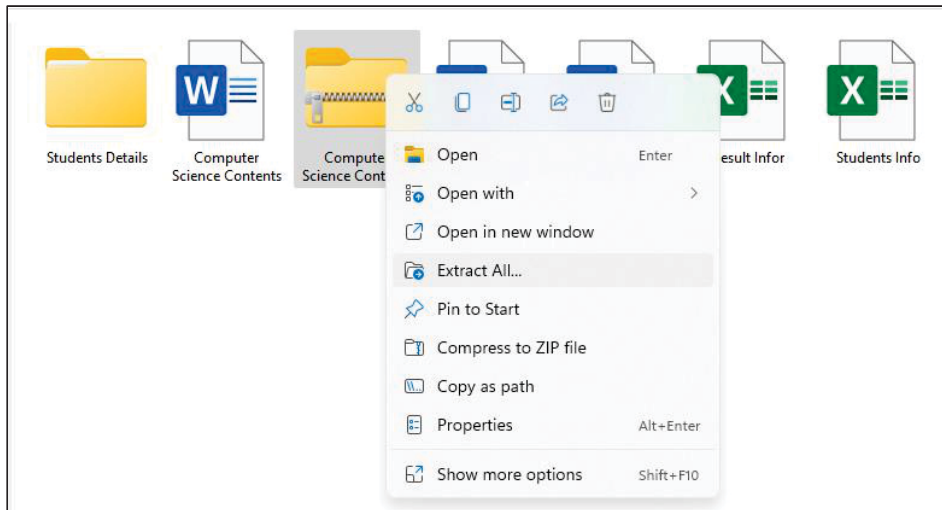 Students Details
Computer
Science Contents
Compute
Science Cont
esult Infor
Students Info
W
X
X
Open Enter
Open with
Open in new window
Extract All...
Pin to Start
Compress to ZIP file
Copy as path
Properties Alt+Enter
Show more options Shift+F10